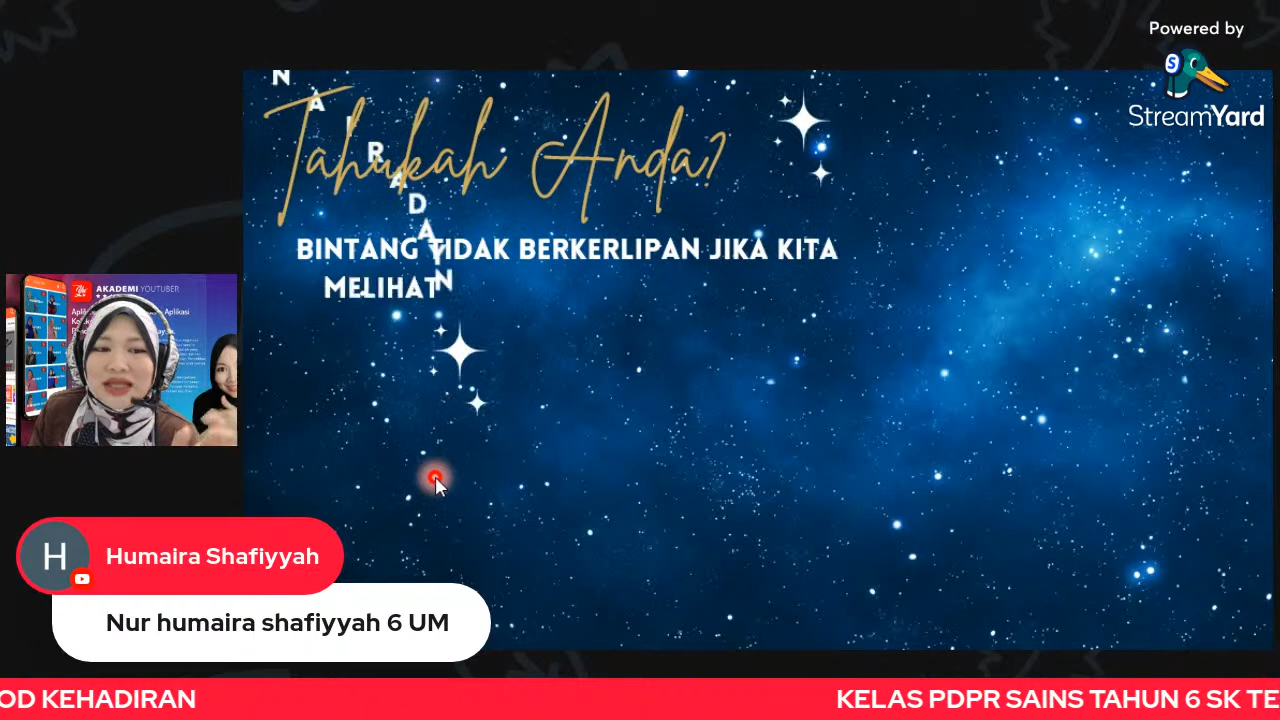 Powered by
StreamYard
Tahukah Anda?
N
A
I
R
A
D
A
Y
N
BINTANG TIDAK BERKERLIPAN JIKA KITA
MELIHAT
AKADEMI YOUTUBER
Humaira Shafiyyah
Nur humaira shafiyyah 6 UM
OD KEHADIRAN
KELAS PDPR SAINS TAHUN 6 SK TE